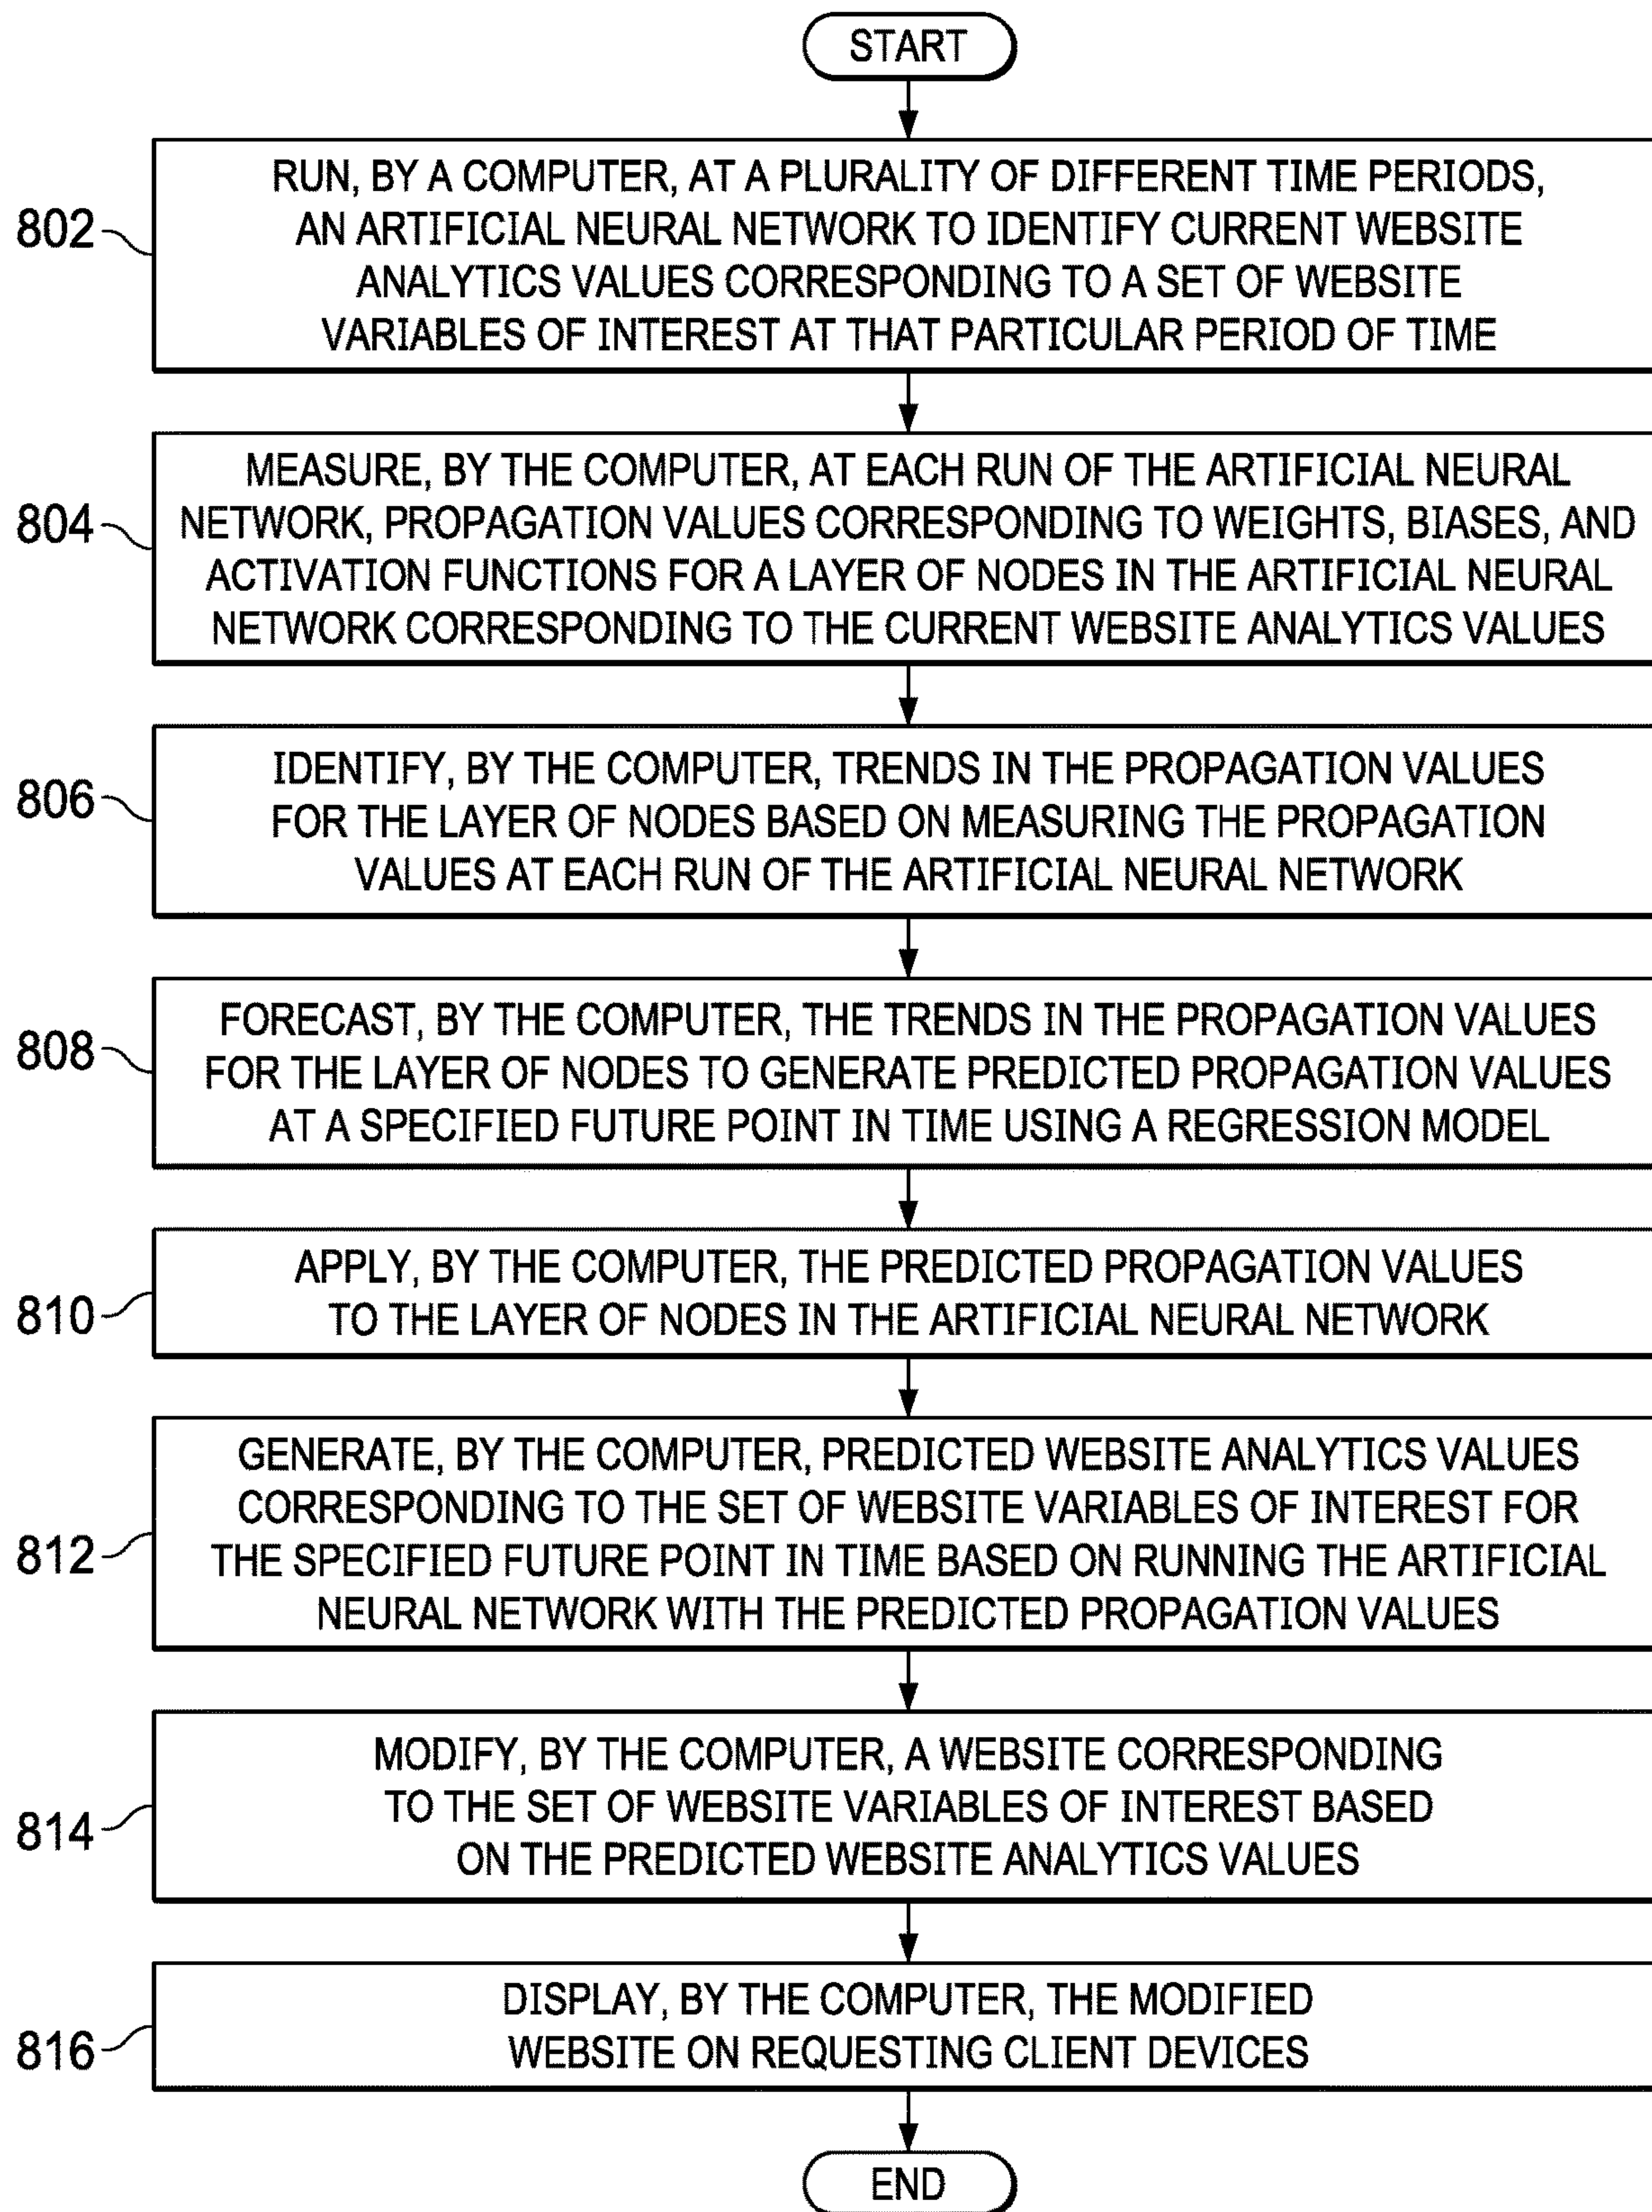 START
802
RUN, BY A COMPUTER, AT A PLURALITY OF DIFFERENT TIME PERIODS,
AN ARTIFICIAL NEURAL NETWORK TO IDENTIFY CURRENT WEBSITE
ANALYTICS VALUES CORRESPONDING TO A SET OF WEBSITE
VARIABLES OF INTEREST AT THAT PARTICULAR PERIOD OF TIME
804
MEASURE, BY THE COMPUTER, AT EACH RUN OF THE ARTIFICIAL NEURAL
NETWORK, PROPAGATION VALUES CORRESPONDING TO WEIGHTS, BIASES, AND
ACTIVATION FUNCTIONS FOR A LAYER OF NODES IN THE ARTIFICIAL NEURAL
NETWORK CORRESPONDING TO THE CURRENT WEBSITE ANALYTICS VALUES
806
IDENTIFY, BY THE COMPUTER, TRENDS IN THE PROPAGATION VALUES
FOR THE LAYER OF NODES BASED ON MEASURING THE PROPAGATION
VALUES AT EACH RUN OF THE ARTIFICIAL NEURAL NETWORK
808
FORECAST, BY THE COMPUTER, THE TRENDS IN THE PROPAGATION VALUES
FOR THE LAYER OF NODES TO GENERATE PREDICTED PROPAGATION VALUES
AT A SPECIFIED FUTURE POINT IN TIME USING A REGRESSION MODEL
810
APPLY, BY THE COMPUTER, THE PREDICTED PROPAGATION VALUES
TO THE LAYER OF NODES IN THE ARTIFICIAL NEURAL NETWORK
812
GENERATE, BY THE COMPUTER, PREDICTED WEBSITE ANALYTICS VALUES
CORRESPONDING TO THE SET OF WEBSITE VARIABLES OF INTEREST FOR
THE SPECIFIED FUTURE POINT IN TIME BASED ON RUNNING THE ARTIFICIAL
NEURAL NETWORK WITH THE PREDICTED PROPAGATION VALUES
814
MODIFY, BY THE COMPUTER, A WEBSITE CORRESPONDING
TO THE SET OF WEBSITE VARIABLES OF INTEREST BASED
ON THE PREDICTED WEBSITE ANALYTICS VALUES
816
DISPLAY, BY THE COMPUTER, THE MODIFIED
WEBSITE ON REQUESTING CLIENT DEVICES
END